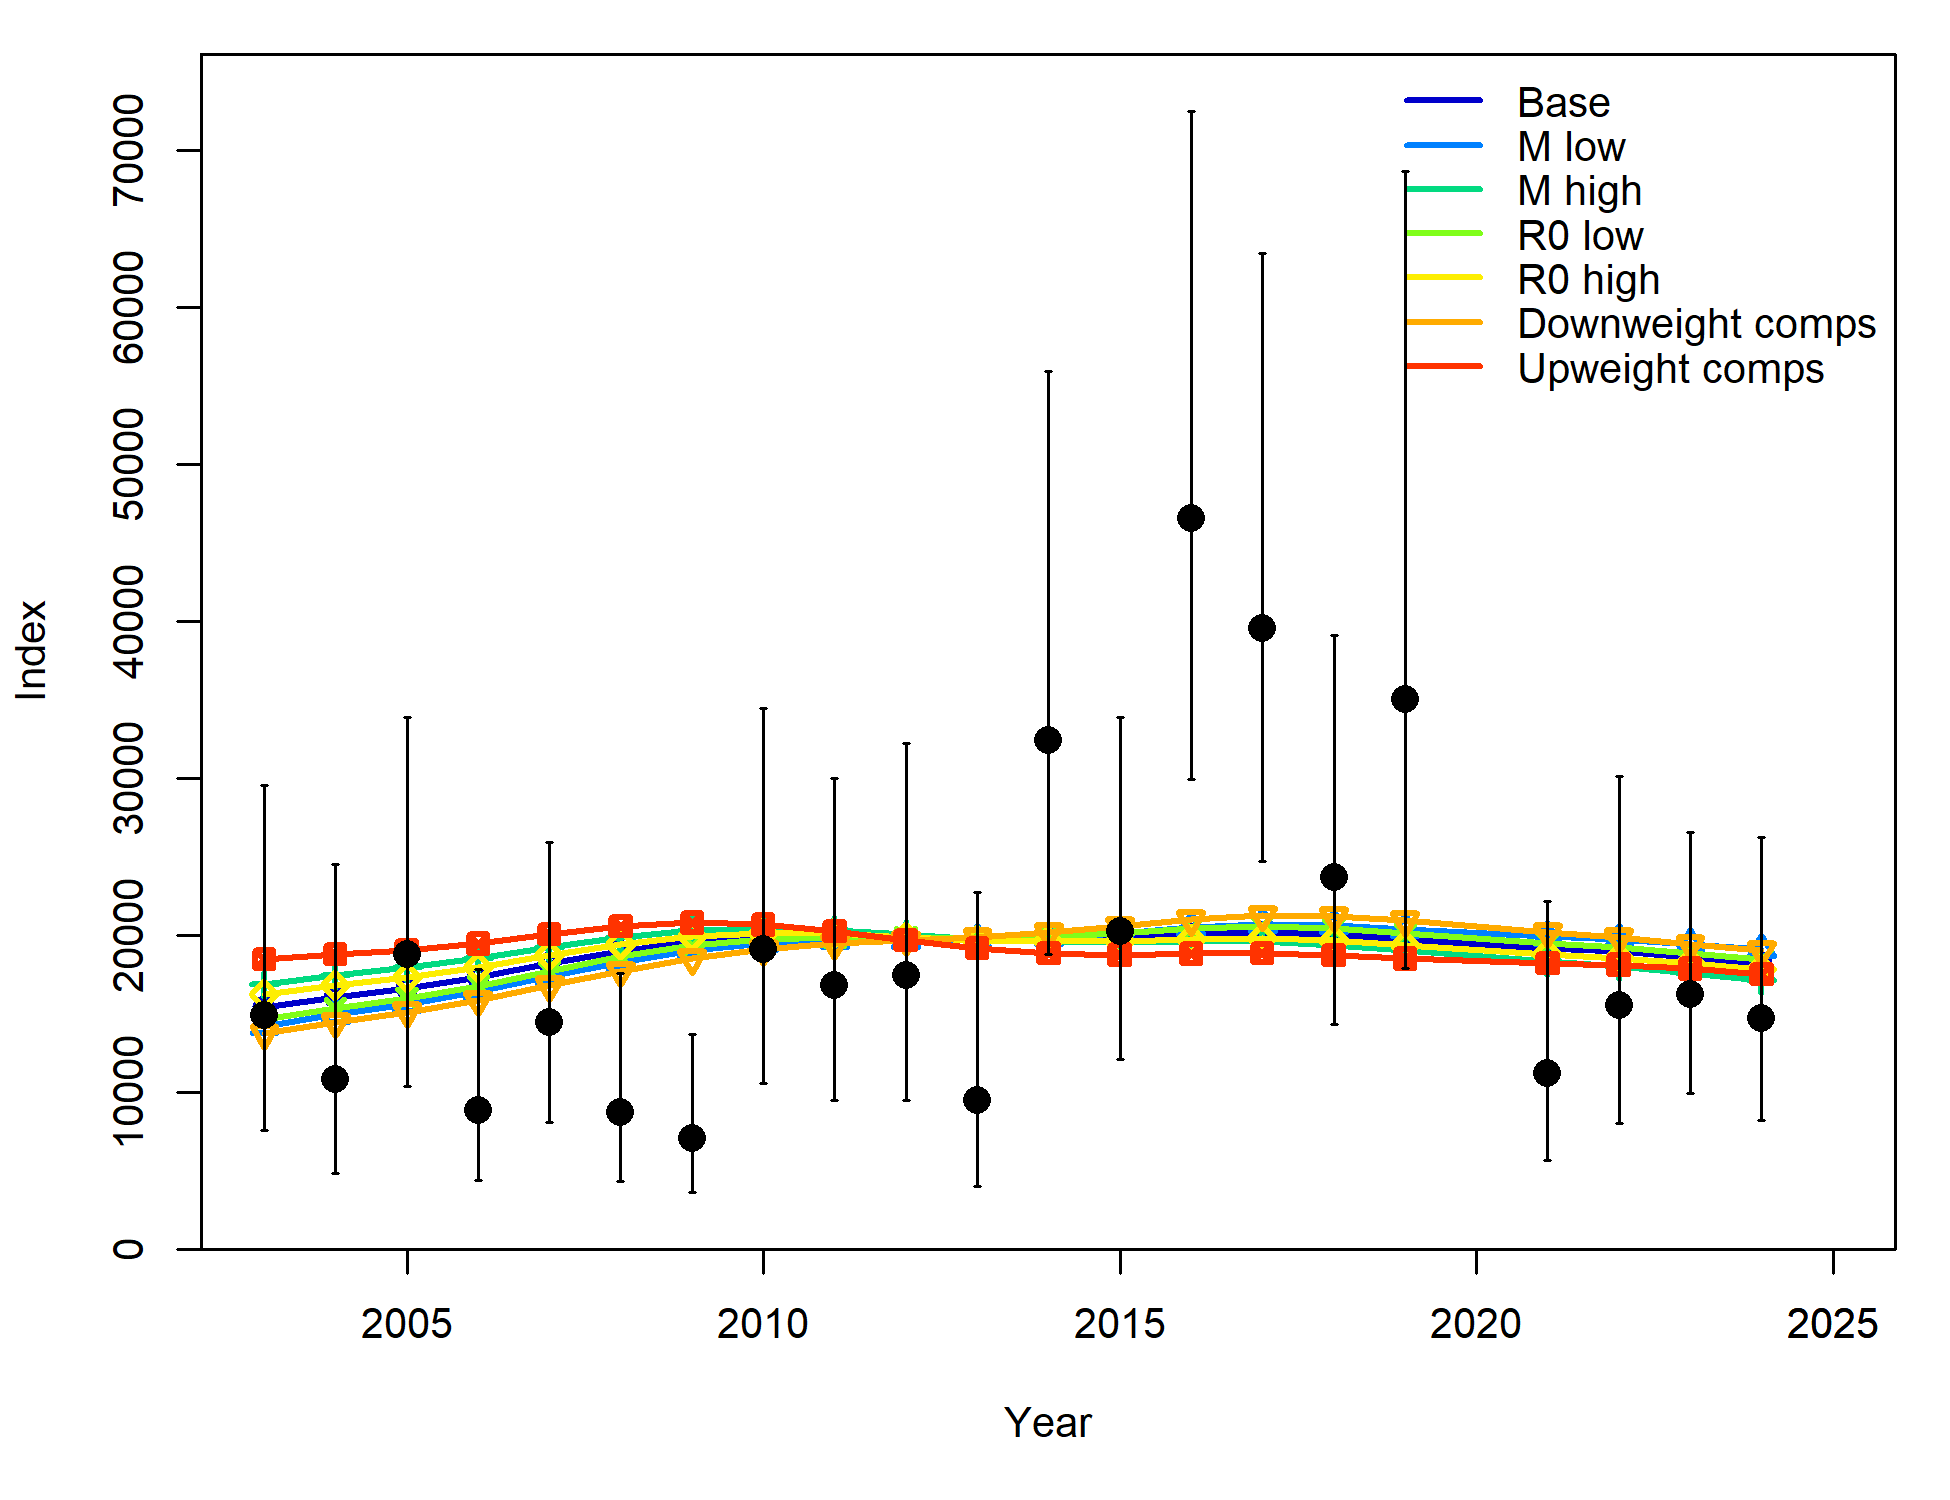 Base
M low
M high
R0 low
R0 high
Downweight comps
Upweight comps
70000
60000
50000
40000
30000
20000
10000
0
Index
2005 2010 2015 2020 2025
Year